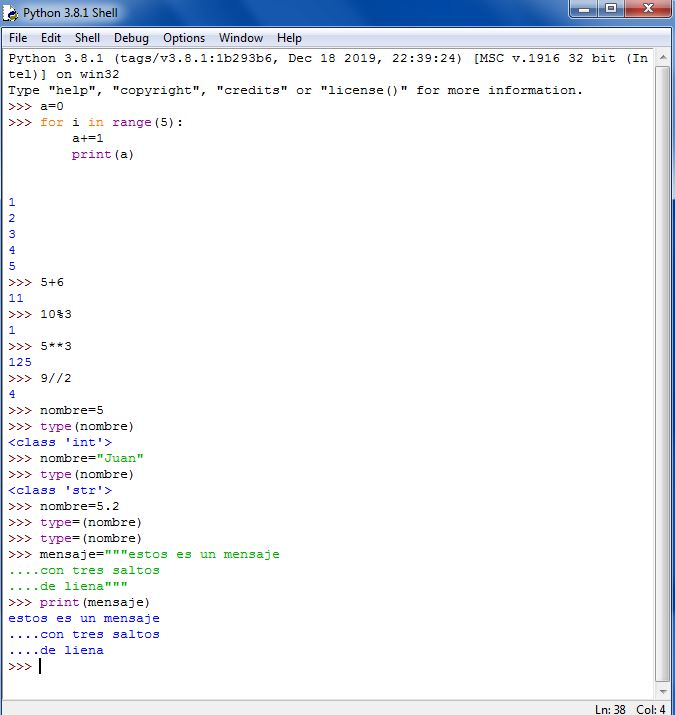 Python 3.8.1 Shell
File Edit Shell Debug Options Window Help
Python 3.8.1 (tags/v3.8.1:1b293b6, Dec 18 2019, 22:39:24) [MSC v.1916 32 bit (In
tel)] on win32
Type "help", "copyright", "credits" or "license()" for more information.
>>> a=0
>>> for i in range(5):
        a+=1
        print(a)
1
2
3
4
5
>>> 5+6
11
>>> 10%3
1
>>> 5**3
125
>>> 9//2
4
>>> nombre=5
>>> type(nombre)
<class 'int'>
>>> nombre="Juan"
>>> type(nombre)
<class 'str'>
>>> nombre=5.2
>>> type=(nombre)
>>> type=(nombre)
>>> mensaje="""estos es un mensaje
....con tres saltos
....de liena"""
>>> print(mensaje)
estos es un mensaje
....con tres saltos
....de liena
>>>
Ln: 38 Col: 4